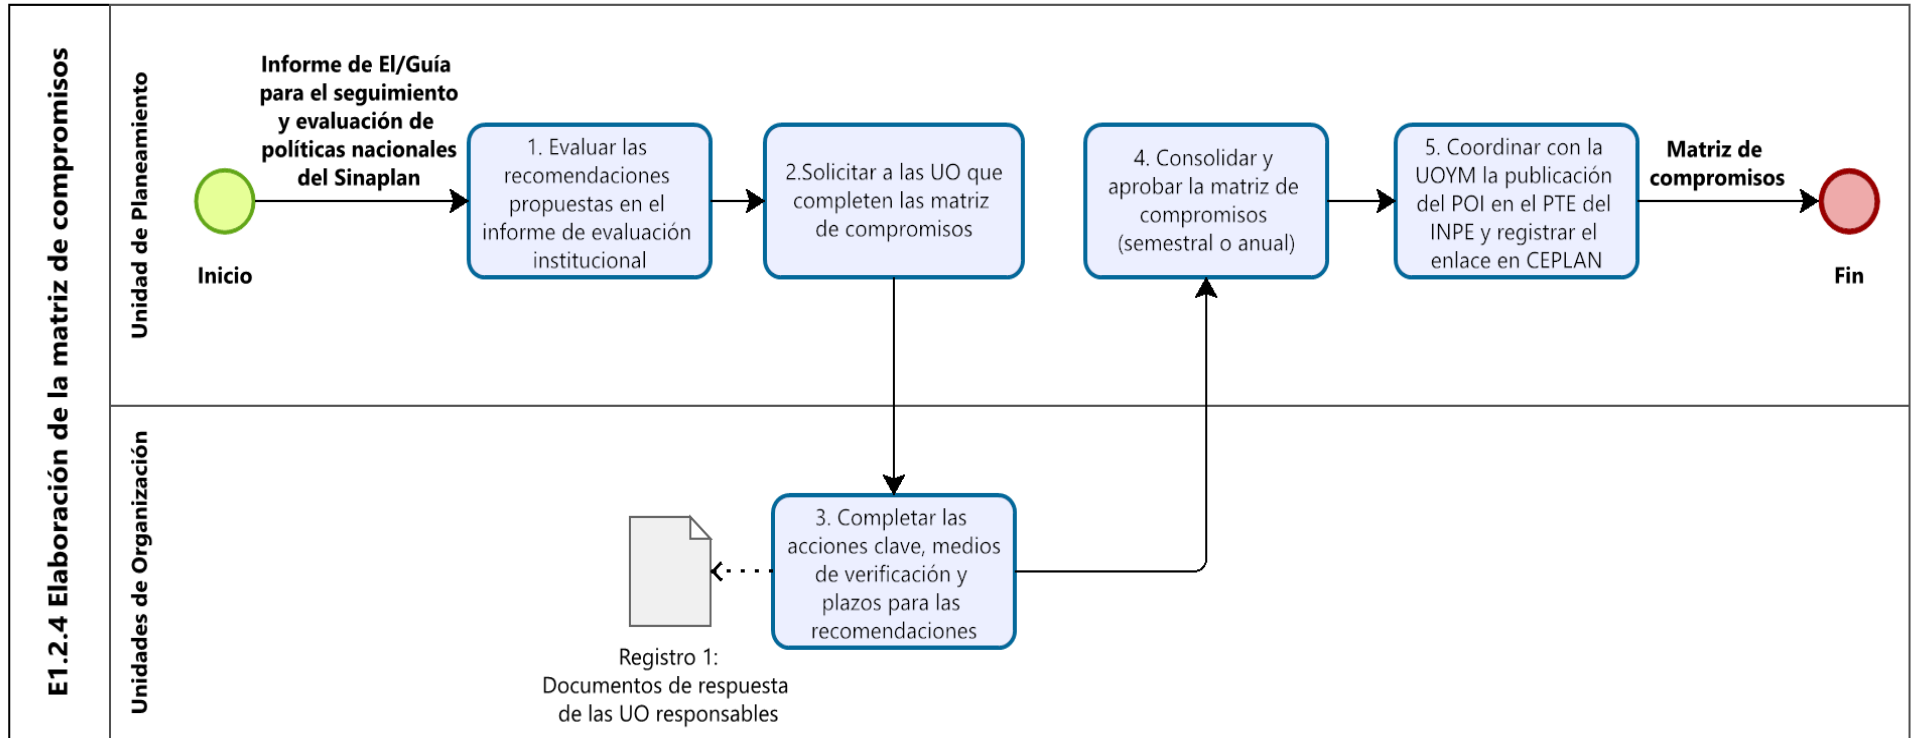 E1.2.4 Elaboración de la matriz de compromisos
Unidad de Planeamiento
Informe de El/Guía
para el seguimiento
y evaluación de
políticas nacionales
del Sinaplan
Inicio
1. Evaluar las
recomendaciones
propuestas en el
informe de evaluación
institucional
2.Solicitar a las UO que
completen las matriz
de compromisos
4. Consolidar y
aprobar la matriz de
compromisos
(semestral o anual)
5. Coordinar con la
UOYM la publicación
del POI en el PTE del
INPE y registrar el
enlace en CEPLAN
Matriz de
compromisos
Fin
Unidades de Organización
3. Completar las
acciones clave, medios
de verificación y
plazos para las
recomendaciones
Registro 1:
Documentos de respuesta
de las UO responsables